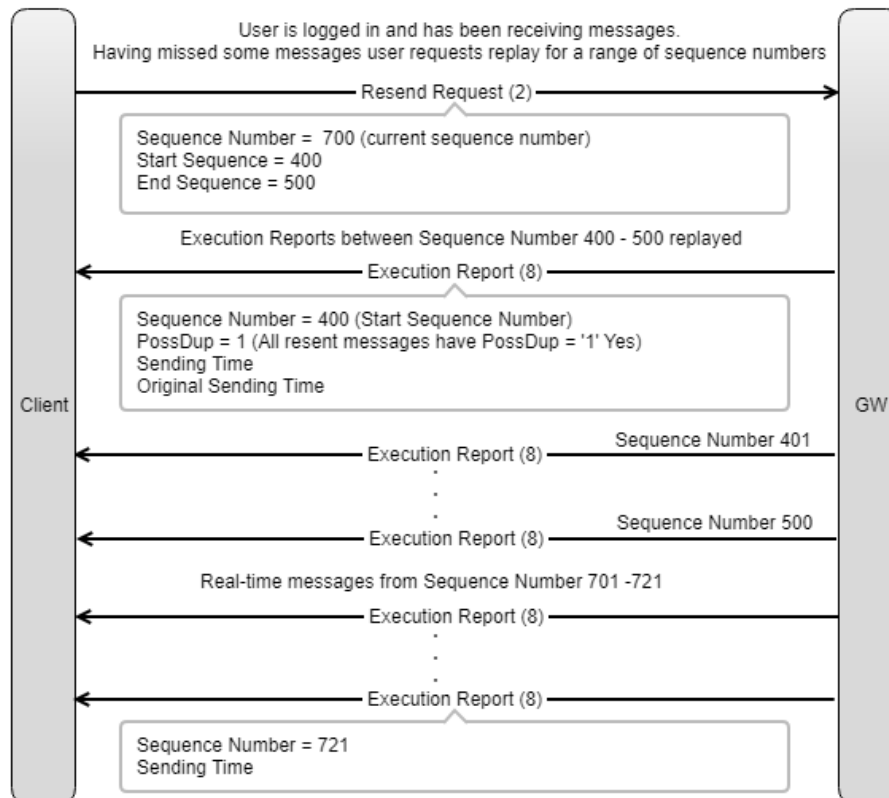 User is logged in and has been receiving messages.
Having missed some messages user requests replay for a range of sequence numbers
Resend Request (2)
Sequence Number =  700 (current sequence number)
Start Sequence = 400
End Sequence = 500
Execution Reports between Sequence Number 400 - 500 replayed
Execution Report (8)
Sequence Number = 400 (Start Sequence Number)
PossDup = 1 (All resent messages have PossDup = '1' Yes)
Sending Time
Original Sending Time
Client
GW
Sequence Number 401
Execution Report (8)
Sequence Number 500
Execution Report (8)
Real-time messages from Sequence Number 701 -721
Execution Report (8)
Execution Report (8)
Sequence Number = 721
Sending Time